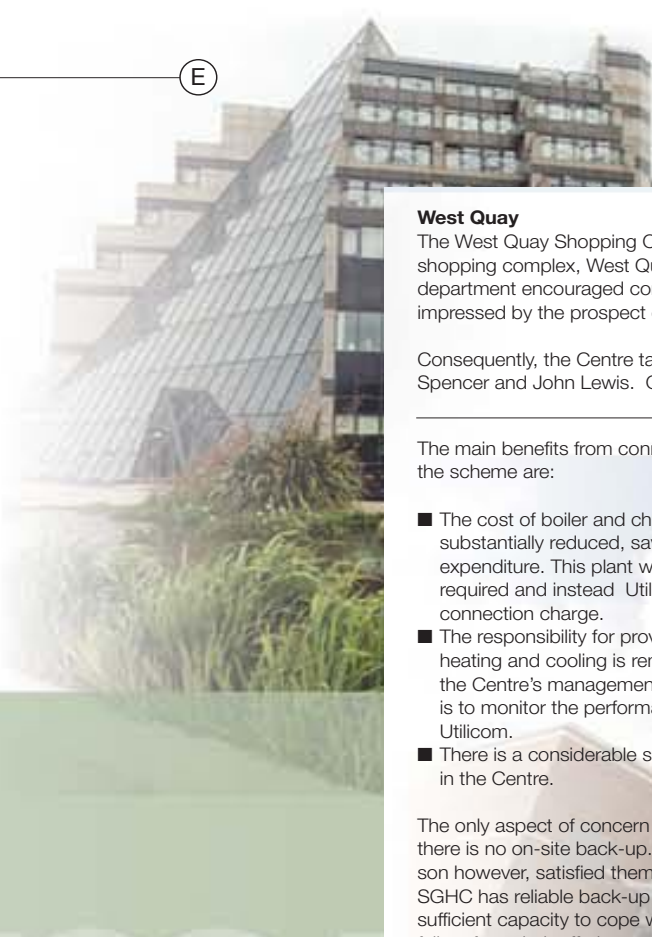 E
West Quay
The West Quay Shopping C
shopping complex, West Qu
department encouraged co
impressed by the prospect
Consequently, the Centre ta
Spencer and John Lewis.
The main benefits from con
the scheme are:
■ The cost of boiler and ch
substantially reduced, sa
expenditure. This plant w
required and instead Util
connection charge.
■ The responsibility for prov
heating and cooling is re
the Centre's managemen
is to monitor the performa
Utilicom.
■ There is a considerable s
in the Centre.
The only aspect of concern
there is no on-site back-up.
son however, satisfied them
SGHC has reliable back-up
sufficient capacity to cope w